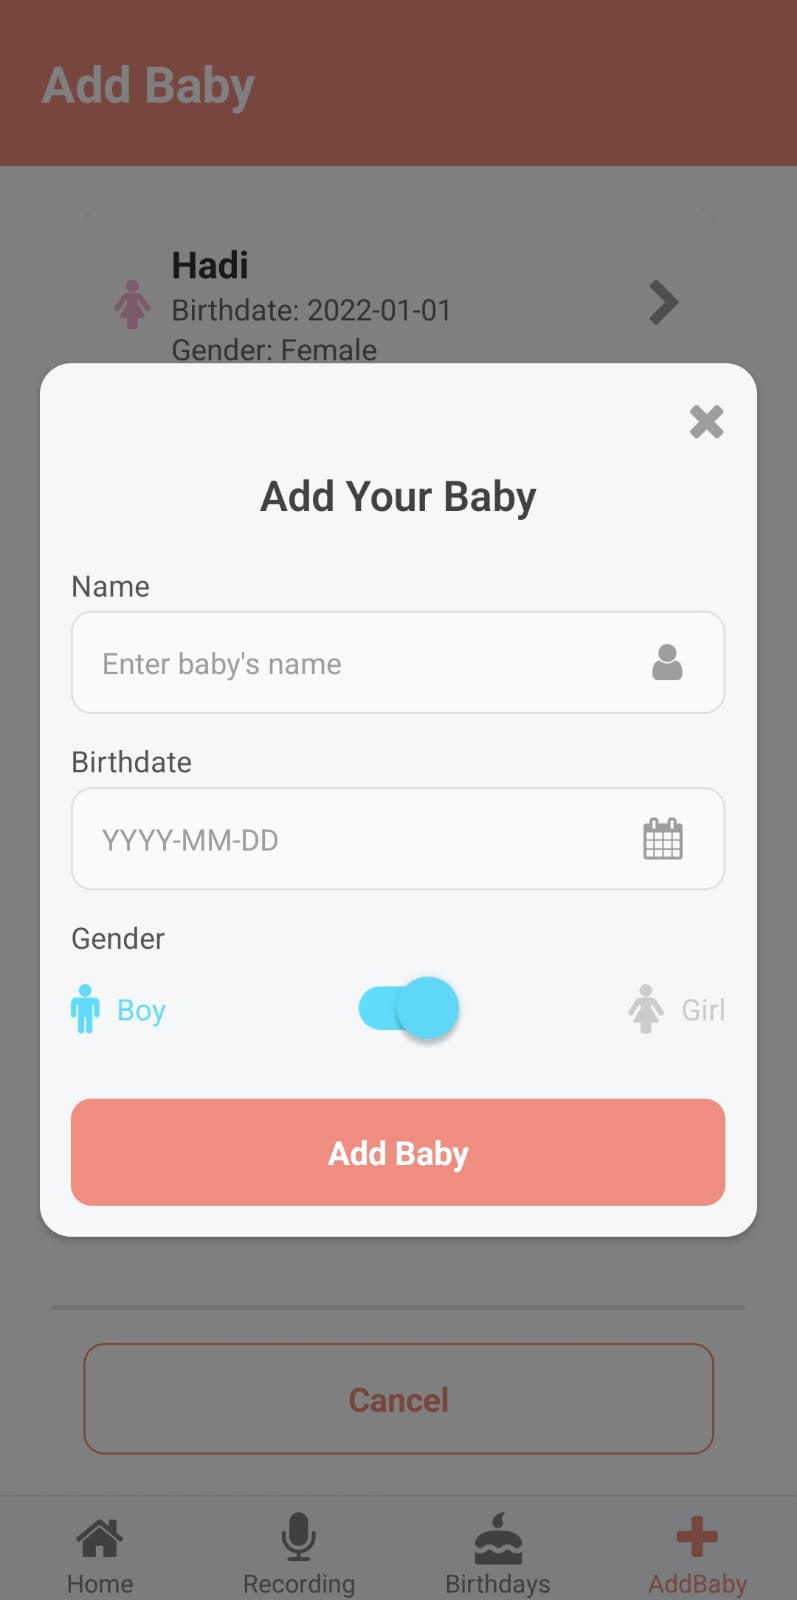 Add Baby
Hadi
Birthdate: 2022-01-01
Gender: Female
Add Your Baby
Name
Enter baby's name
Birthdate
YYYY-MM-DD
Gender
Boy Girl
Add Baby
Cancel
Home Recording Birthdays AddBaby